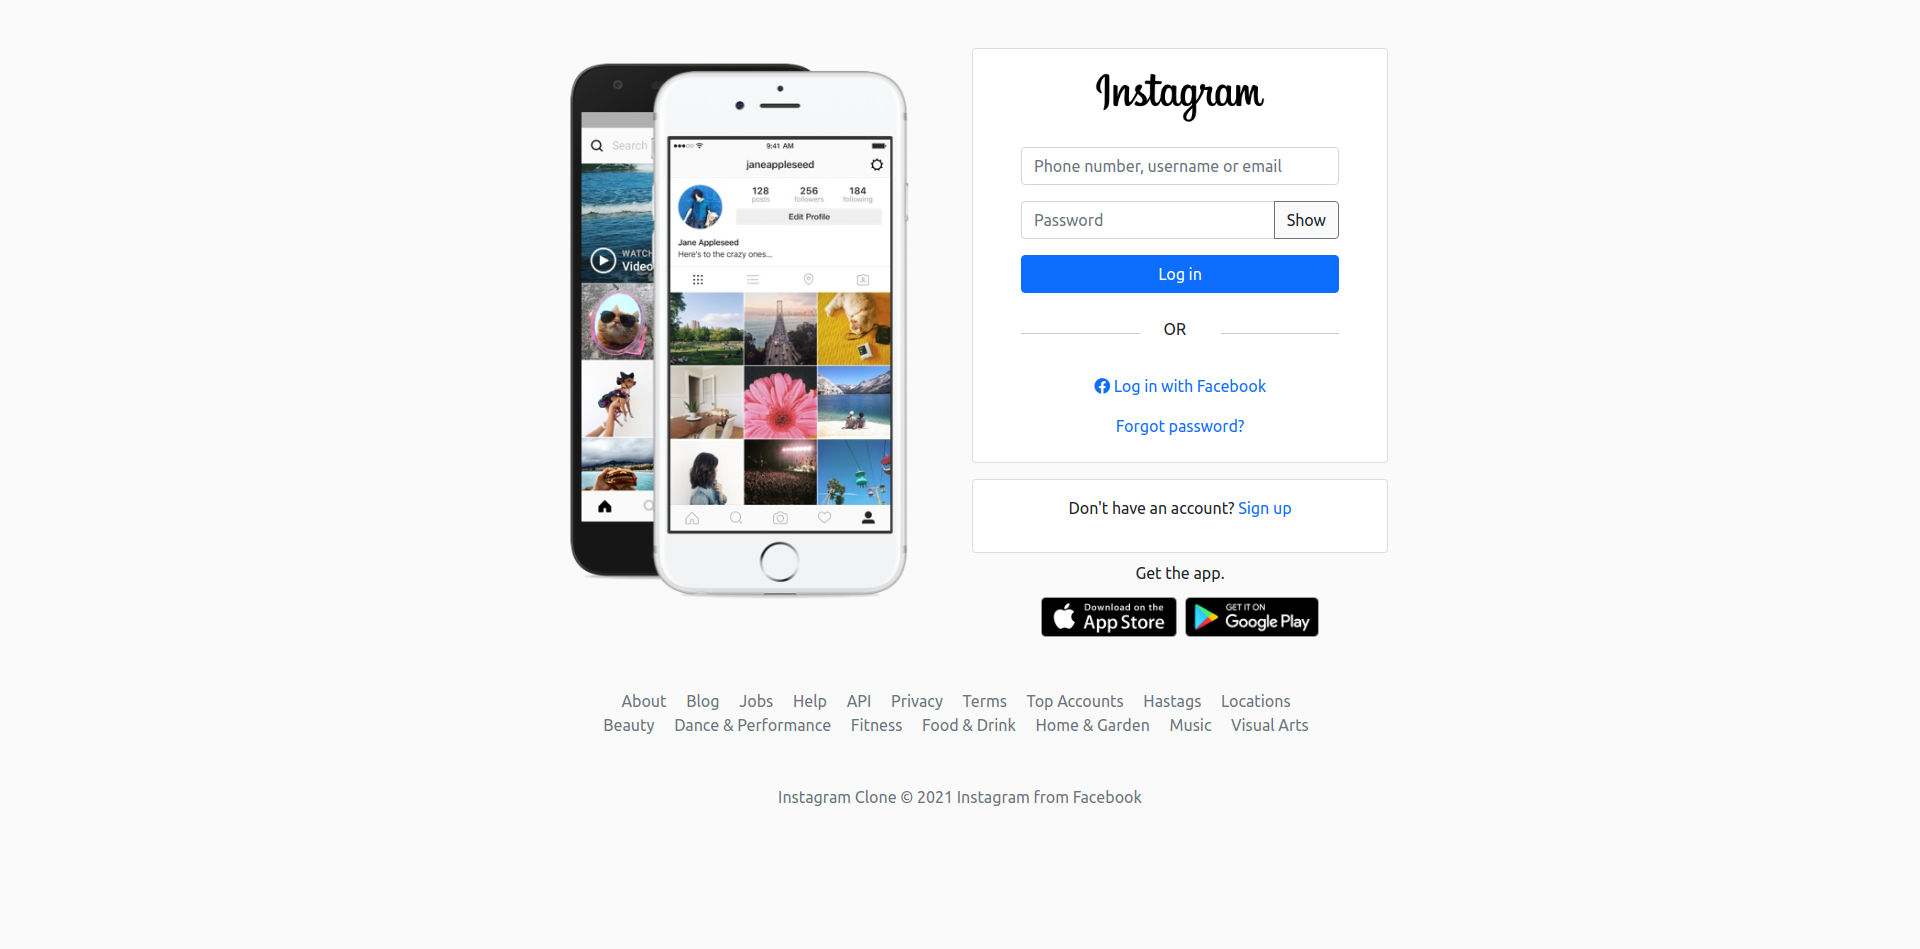 Search
WATCH
Video
9:41 AM
janeappleseed
128 256 184
posts followers following
Edit Profile
Jane Appleseed
Here's to the crazy ones...
Instagram
Phone number, username or email
Password Show
Log in
OR
Log in with Facebook
Forgot password?
Don't have an account? Sign up
Get the app.
Download on the
App Store
GET IT ON
Google Play
About Blog Jobs Help API Privacy Terms Top Accounts Hastags Locations
Beauty Dance & Performance Fitness Food & Drink Home & Garden Music Visual Arts
Instagram Clone © 2021 Instagram from Facebook